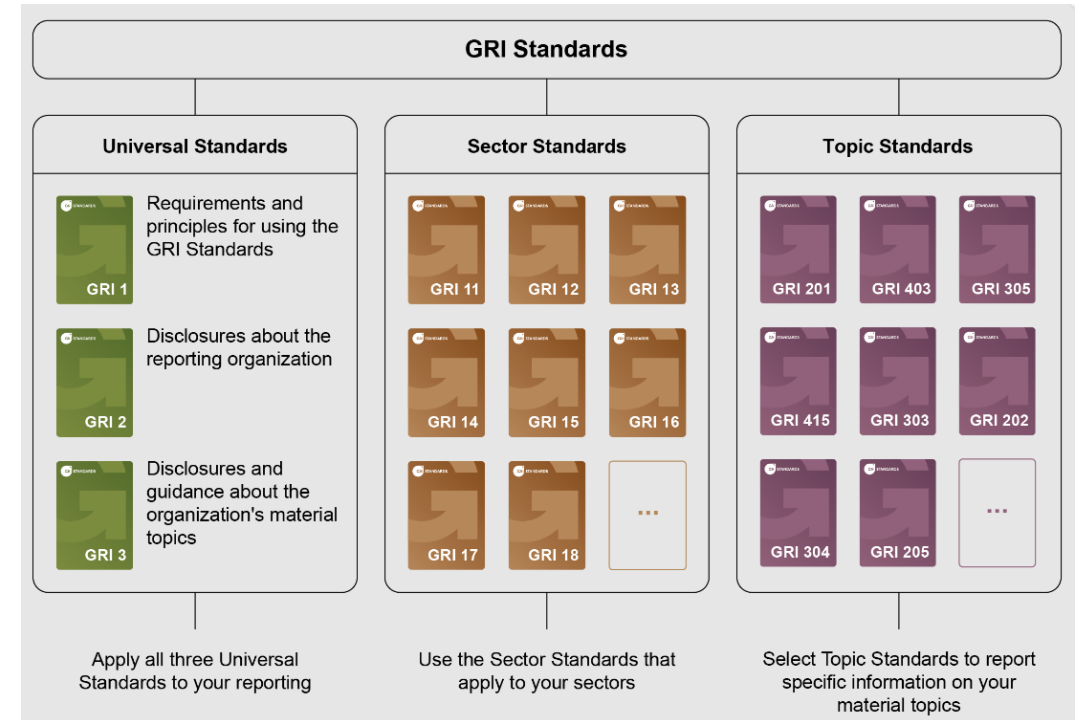 GRI Standards
Universal Standards
GRI 1
Requirements and
principles for using the
GRI Standards
GRI 2
Disclosures about the
reporting organization
GRI 3
Disclosures and
guidance about the
organization's material
topics
Apply all three Universal
Standards to your reporting
Sector Standards
GRI 11
GRI 12
GRI 13
GRI 14
GRI 15
GRI 16
GRI 17
GRI 18
...
Use the Sector Standards that
apply to your sectors
Topic Standards
GRI 201
GRI 403
GRI 305
GRI 415
GRI 303
GRI 202
GRI 304
GRI 205
...
Select Topic Standards to report
specific information on your
material topics